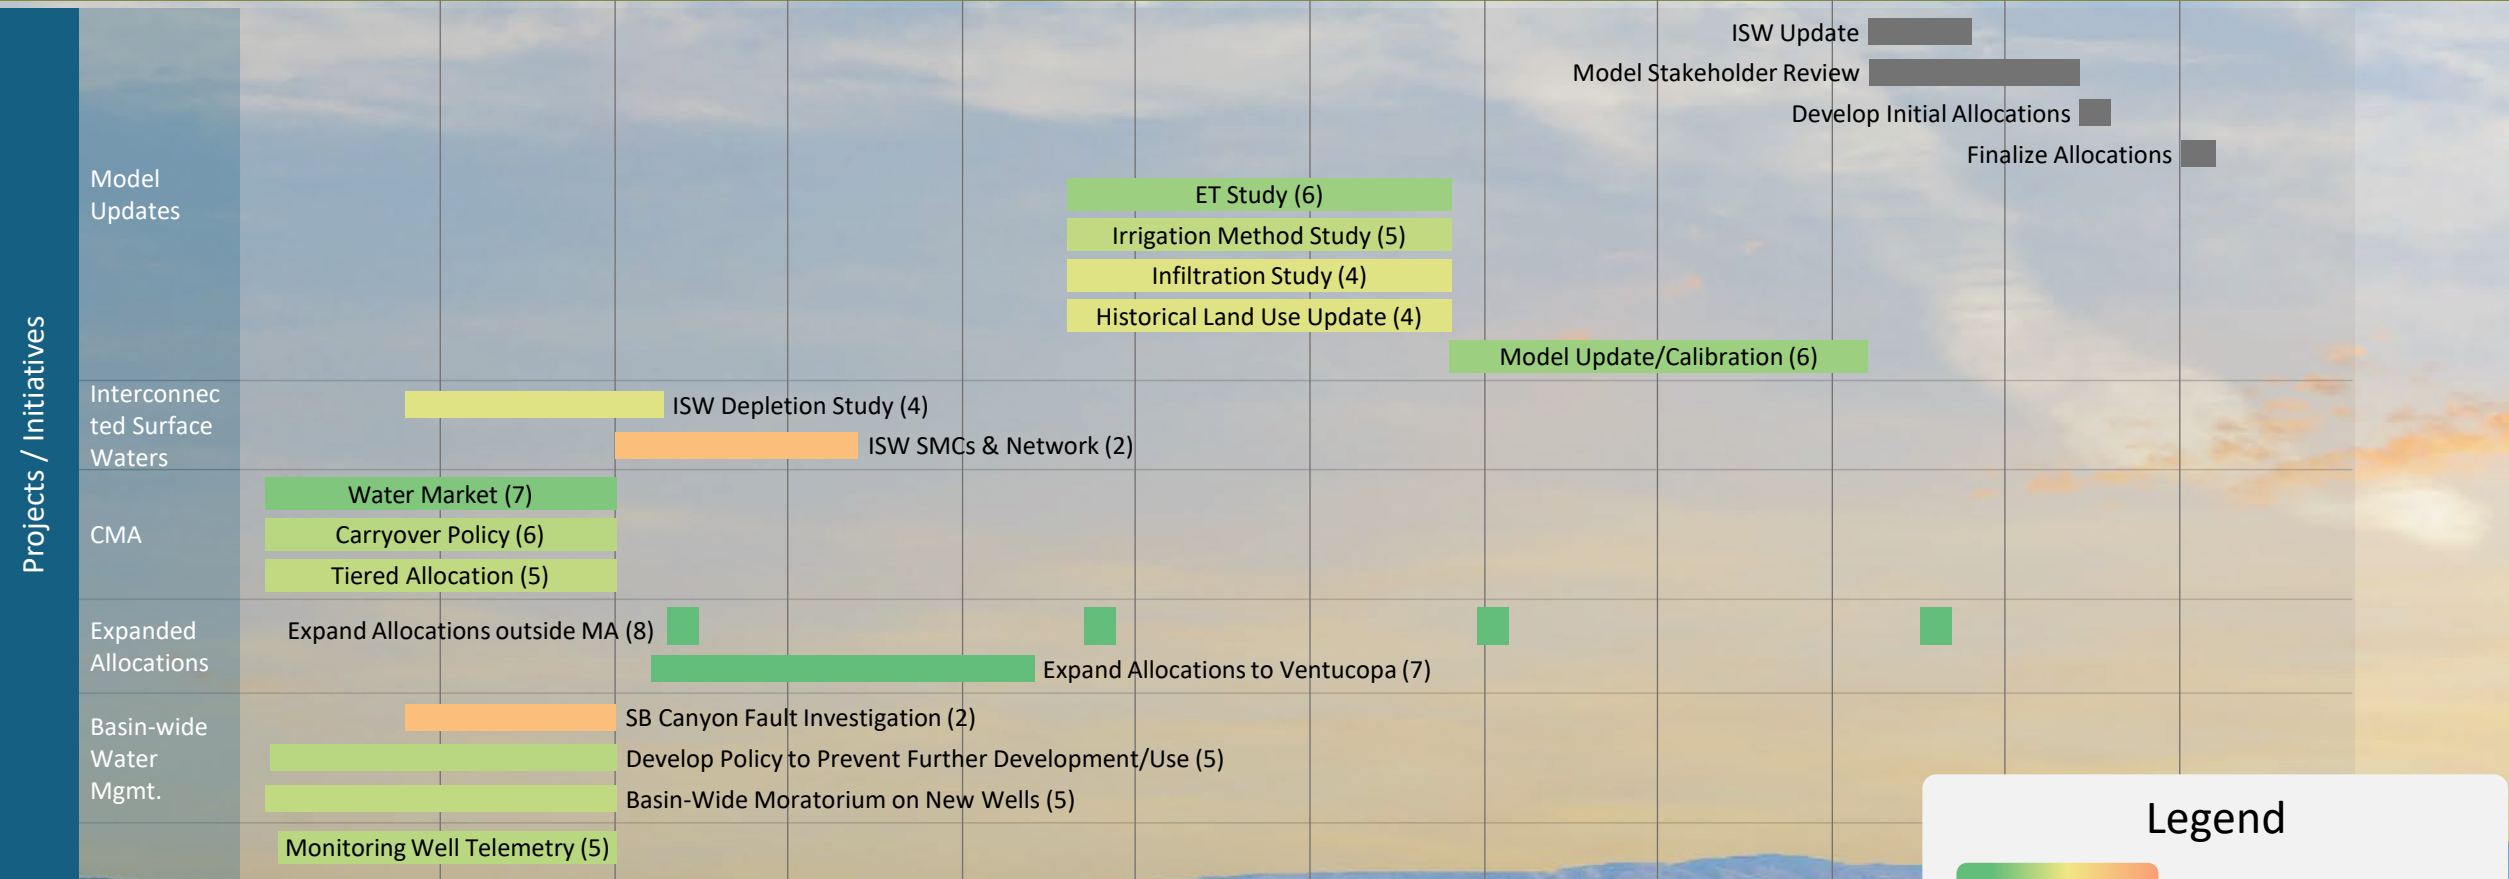 Projects / Initiatives
Model
Updates
ISW Update
Model Stakeholder Review
Develop Initial Allocations
Finalize Allocations
ET Study (6)
Irrigation Method Study (5)
Infiltration Study (4)
Historical Land Use Update (4)
Model Update/Calibration (6)
Interconnec
ted Surface
Waters
ISW Depletion Study (4)
ISW SMCs & Network (2)
CMA
Water Market (7)
Carryover Policy (6)
Tiered Allocation (5)
Expanded
Allocations
Expand Allocations outside MA (8)
Expand Allocations to Ventucopa (7)
Basin-wide
Water
Mgmt.
SB Canyon Fault Investigation (2)
Develop Policy to Prevent Further Development/Use (5)
Basin-Wide Moratorium on New Wells (5)
Monitoring Well Telemetry (5)
Legend